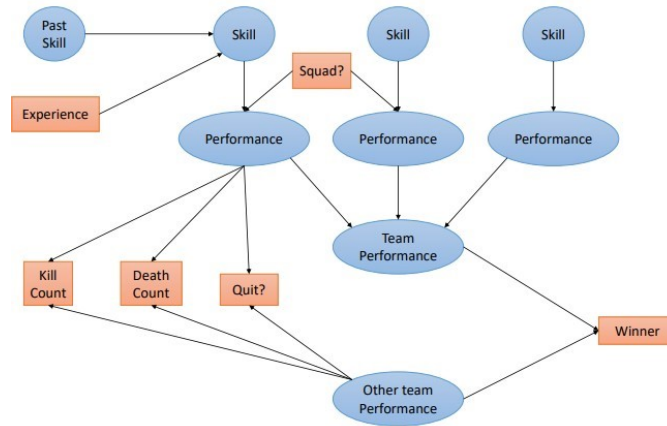 Past
Skill
Skill
Skill
Skill
Squad?
Experience
Performance
Performance
Performance
Team
Performance
Kill
Count
Death
Count
Quit?
Winner
Other team
Performance